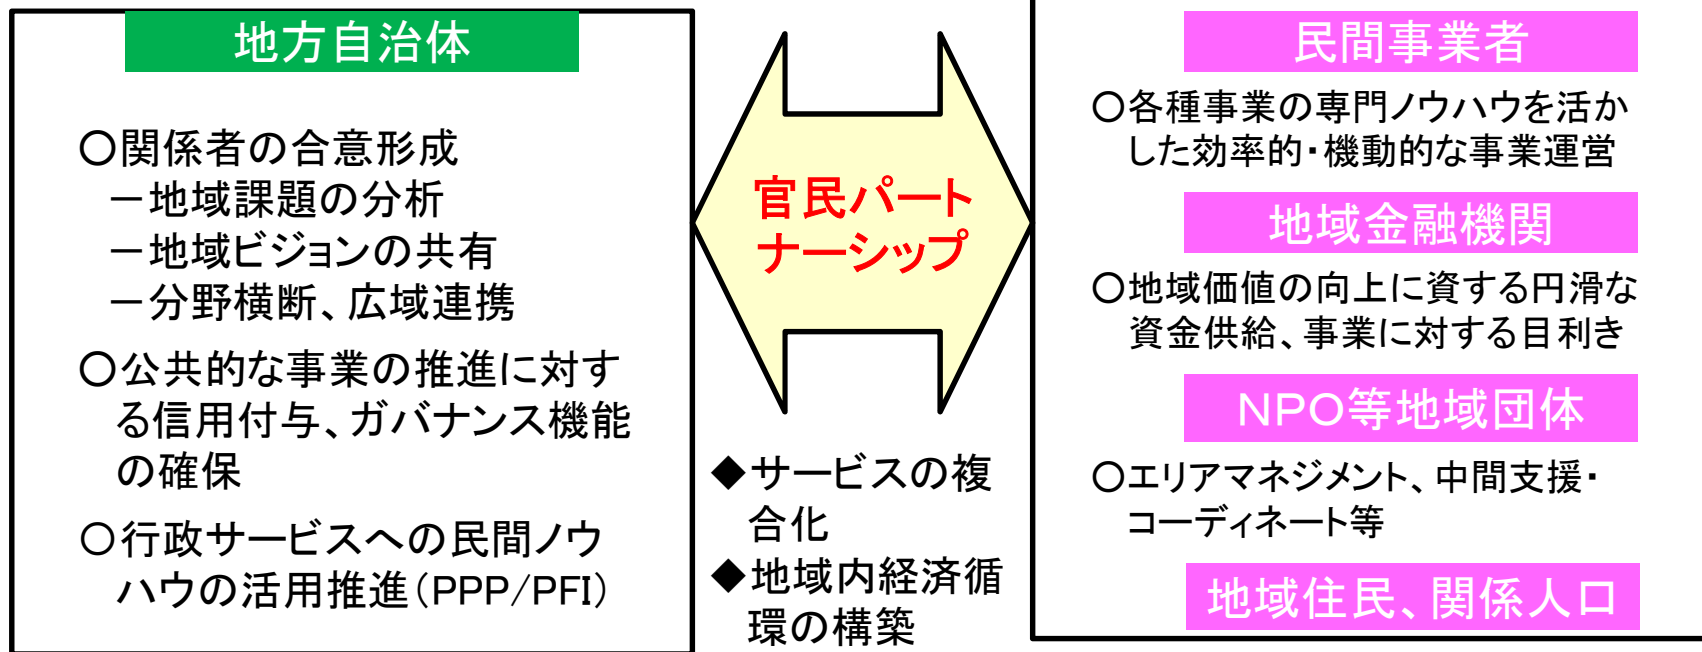 地方自治体
〇関係者の合意形成
－地域課題の分析
－地域ビジョンの共有
－分野横断、広域連携
〇公共的な事業の推進に対す
る信用付与、ガバナンス機能
の確保
〇行政サービスへの民間ノウ
ハウの活用推進（PPP/PFI）
官民パート
ナーシップ
◆サービスの複
合化
◆地域内経済循
環の構築
民間事業者
〇各種事業の専門ノウハウを活か
した効率的・機動的な事業運営
地域金融機関
〇地域価値の向上に資する円滑な
資金供給、事業に対する目利き
ＮＰＯ等地域団体
〇エリアマネジメント、中間支援・
コーディネート等
地域住民、関係人口